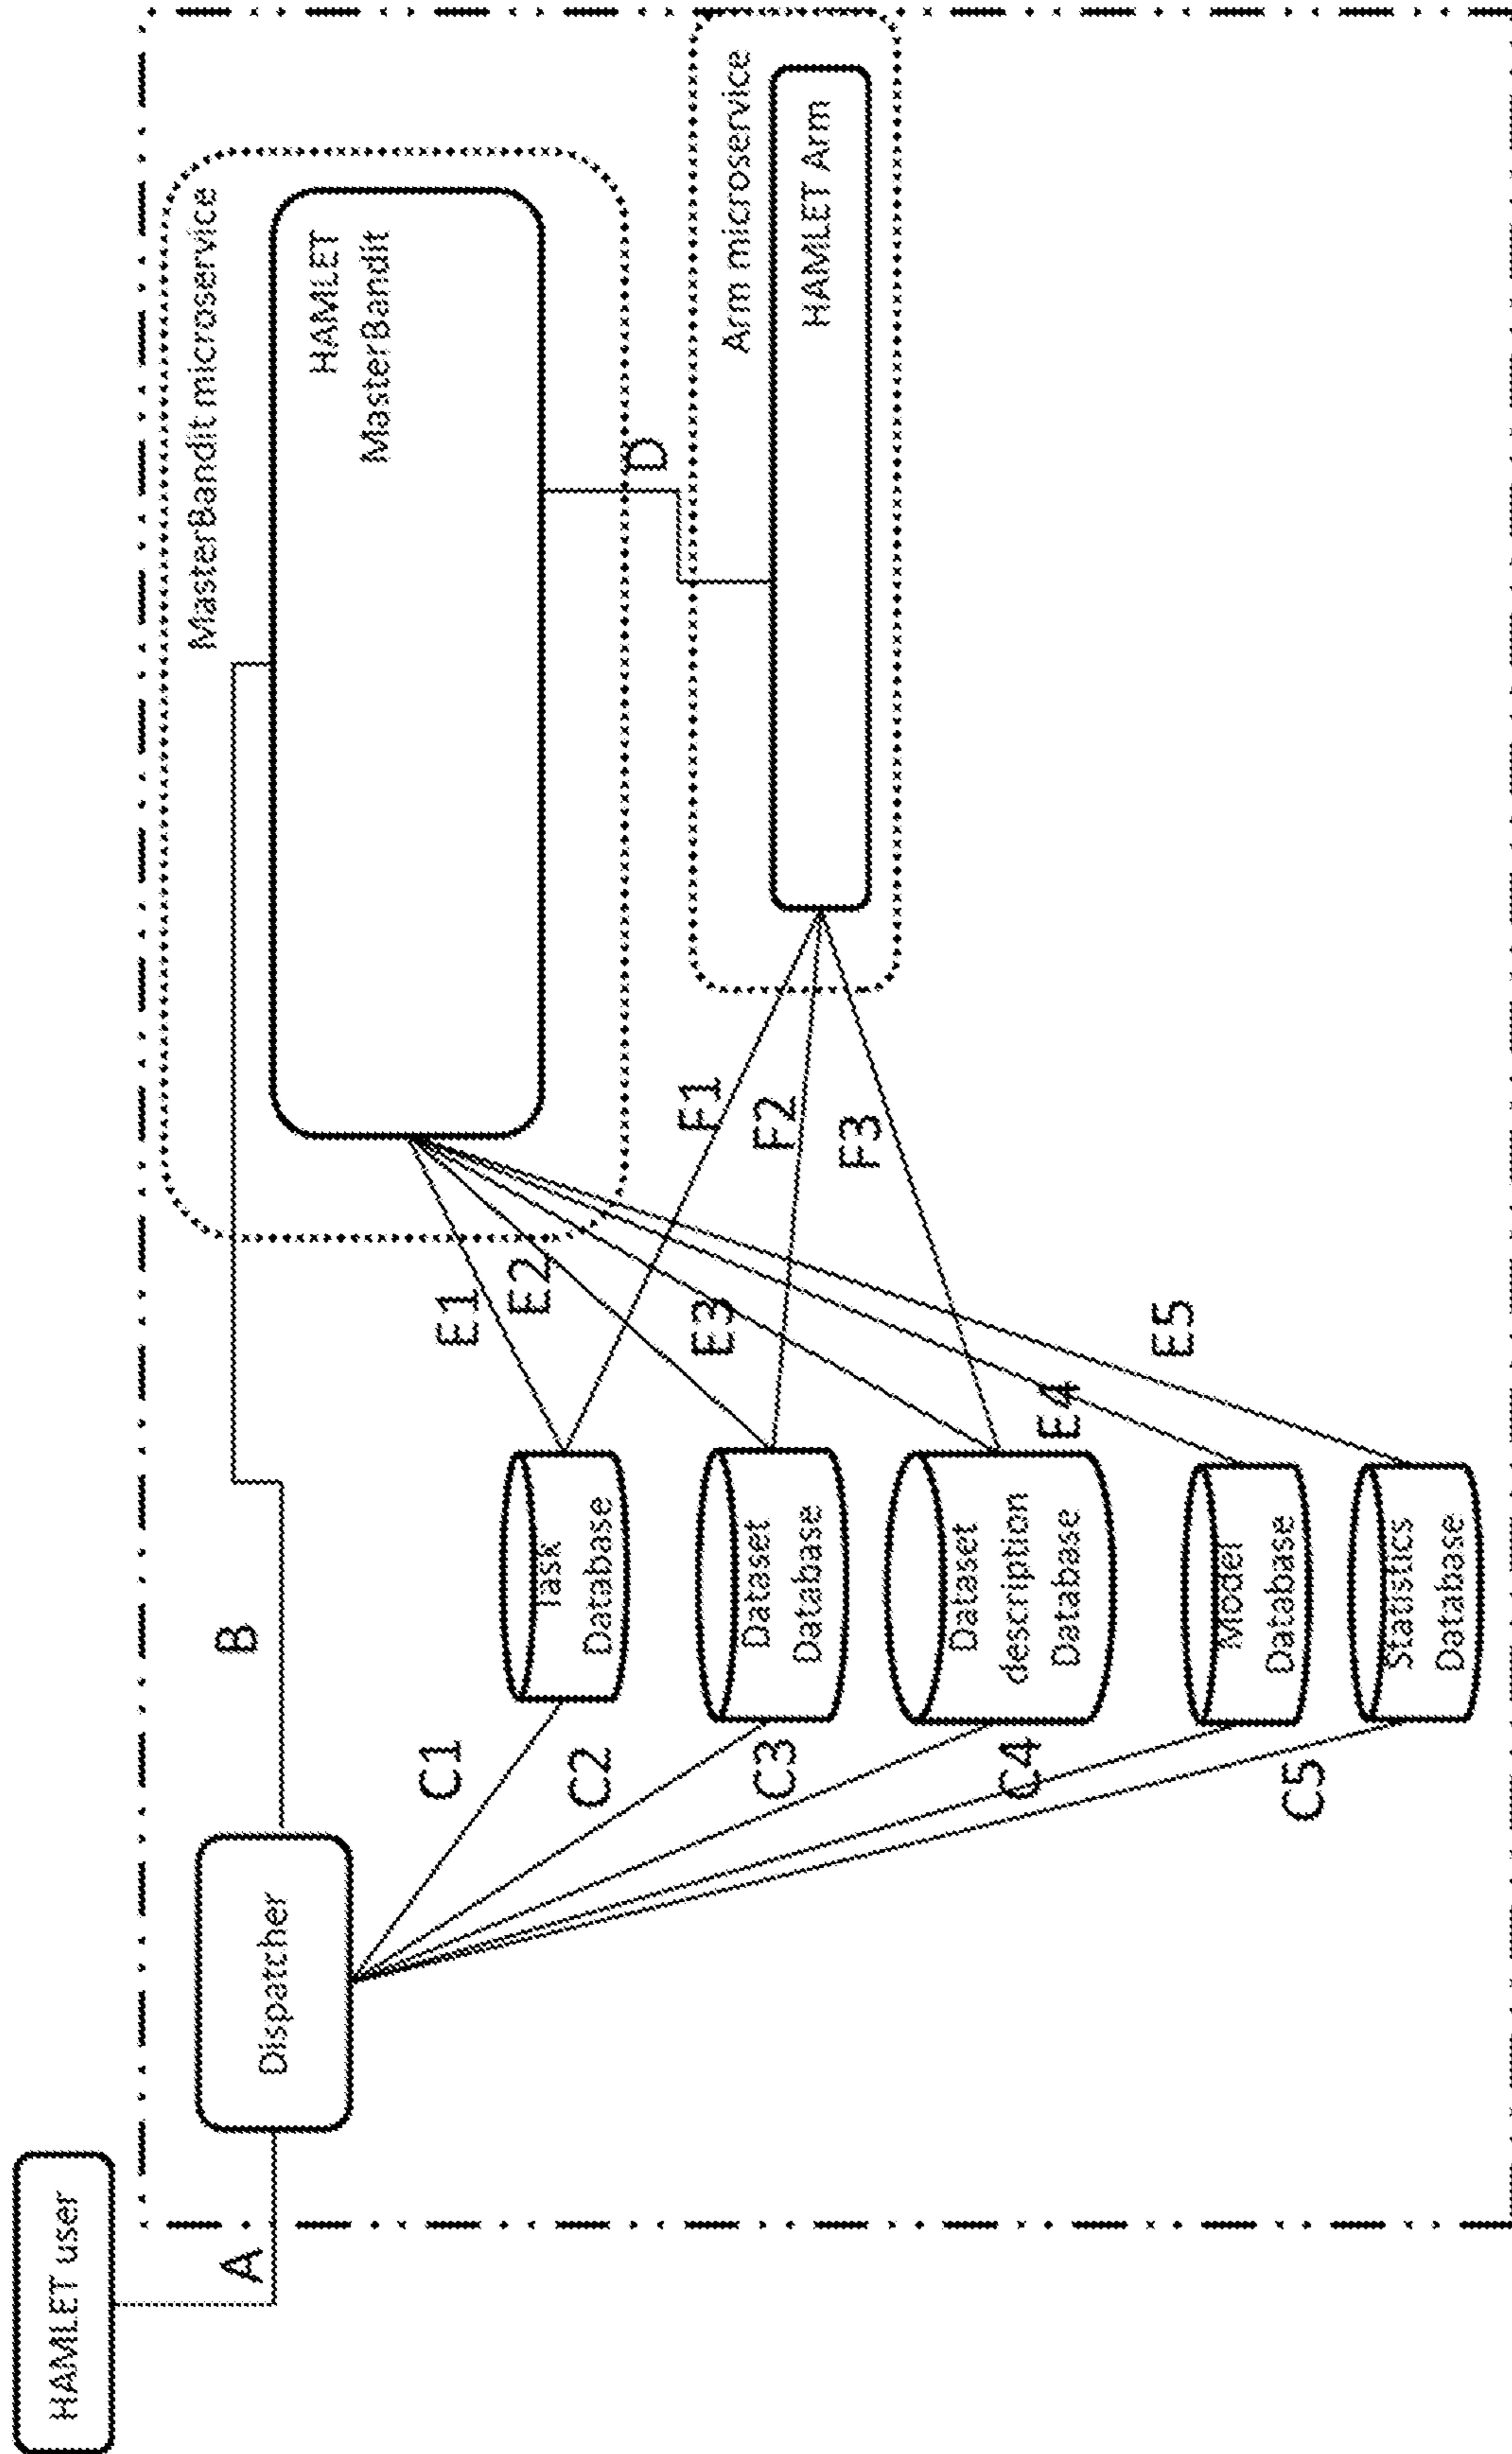 HAMLET user
A
Dispatcher
B
MasterBandit microservice
HAMLET
MasterBandit
D
Arm microservice
HAMLET Arm
C1
C2
C3
C4
C5
Task
Database
Dataset
Database
Dataset
description
Database
Model
Database
Statistics
Database
E1
E2
E3
E4
E5
F1
F2
F3